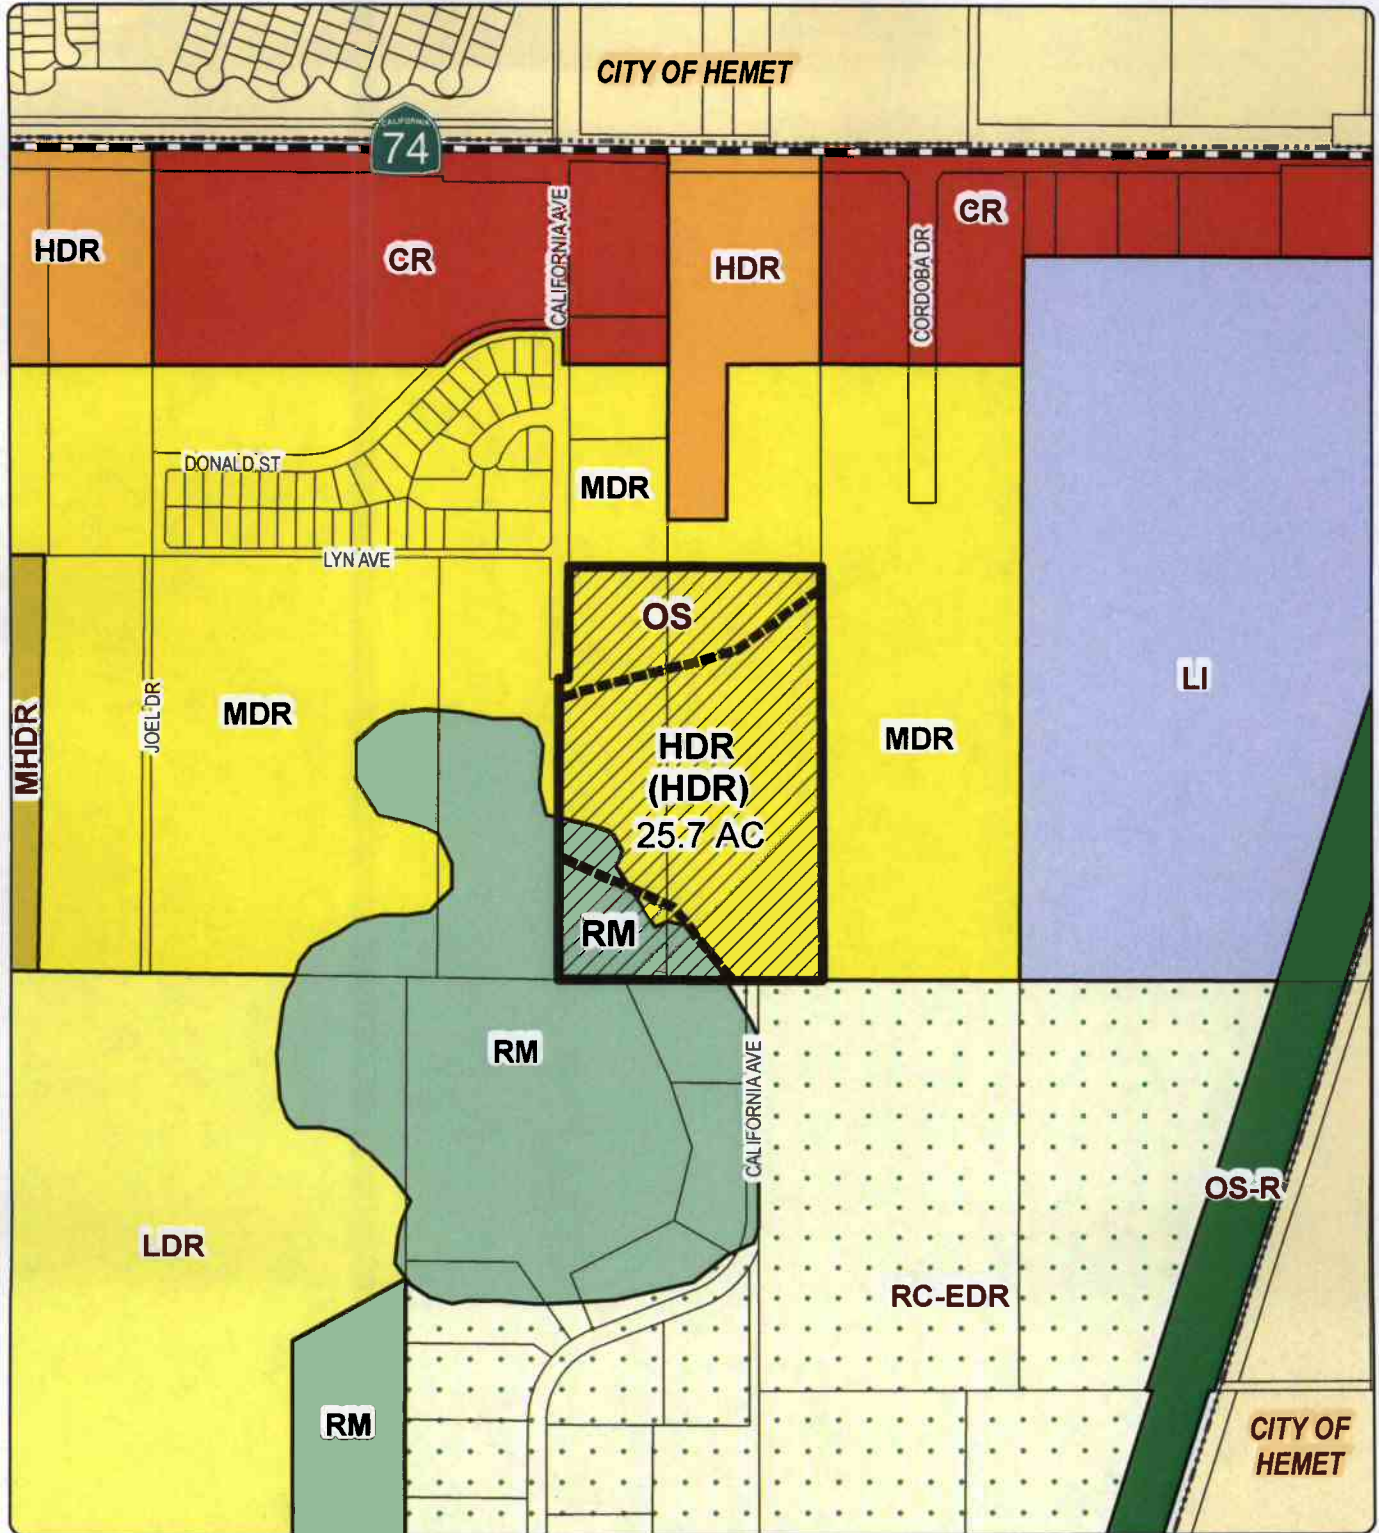 CITY OF HEMET
CALIFORNIA
74
HDR
CR
CALIFORNIA AVE
HDR
CORDOBA DR
CR
DONALD ST
MDR
LYN AVE
OS
MHDR
JOEL DR
MDR
HDR
(HDR)
25.7 AC
MDR
LI
RM
RM
CALIFORNIA AVE
OS-R
LDR
RC-EDR
RM
CITY OF
HEMET